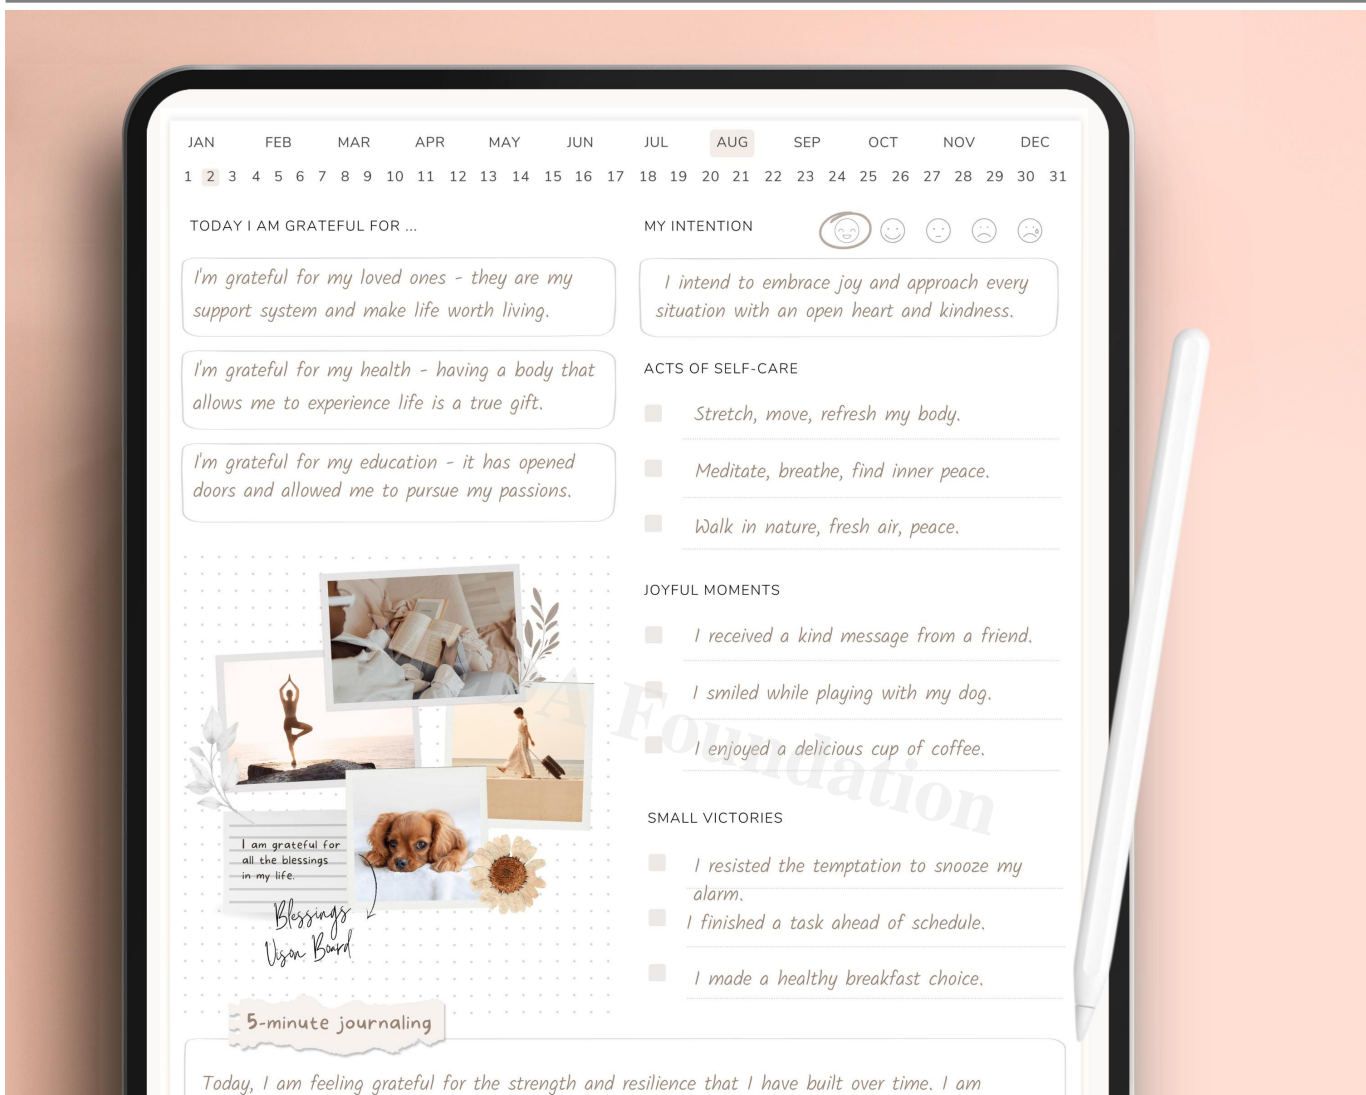 JAN FEB MAR APR MAY JUN JUL AUG SEP OCT NOV DEC
1 2 3 4 5 6 7 8 9 10 11 12 13 14 15 16 17 18 19 20 21 22 23 24 25 26 27 28 29 30 31
TODAY I AM GRATEFUL FOR ...
I'm grateful for my loved ones - they are my
support system and make life worth living.
I'm grateful for my health - having a body that
allows me to experience life is a true gift.
I'm grateful for my education - it has opened
doors and allowed me to pursue my passions.
I am grateful for
all the blessings
in my life.
Blessings
Vison Board
MY INTENTION
I intend to embrace joy and approach every
situation with an open heart and kindness.
ACTS OF SELF-CARE
Stretch, move, refresh my body.
Meditate, breathe, find inner peace.
Walk in nature, fresh air, peace.
JOYFUL MOMENTS
I received a kind message from a friend.
I smiled while playing with my dog.
I enjoyed a delicious cup of coffee.
SMALL VICTORIES
I resisted the temptation to snooze my
alarm.
I finished a task ahead of schedule.
I made a healthy breakfast choice.
5-minute journaling
Today, I am feeling grateful for the strength and resilience that I have built over time. I am
Foundation